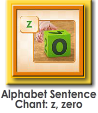 z
O
Alphabet Sentence
Chant: z, zero